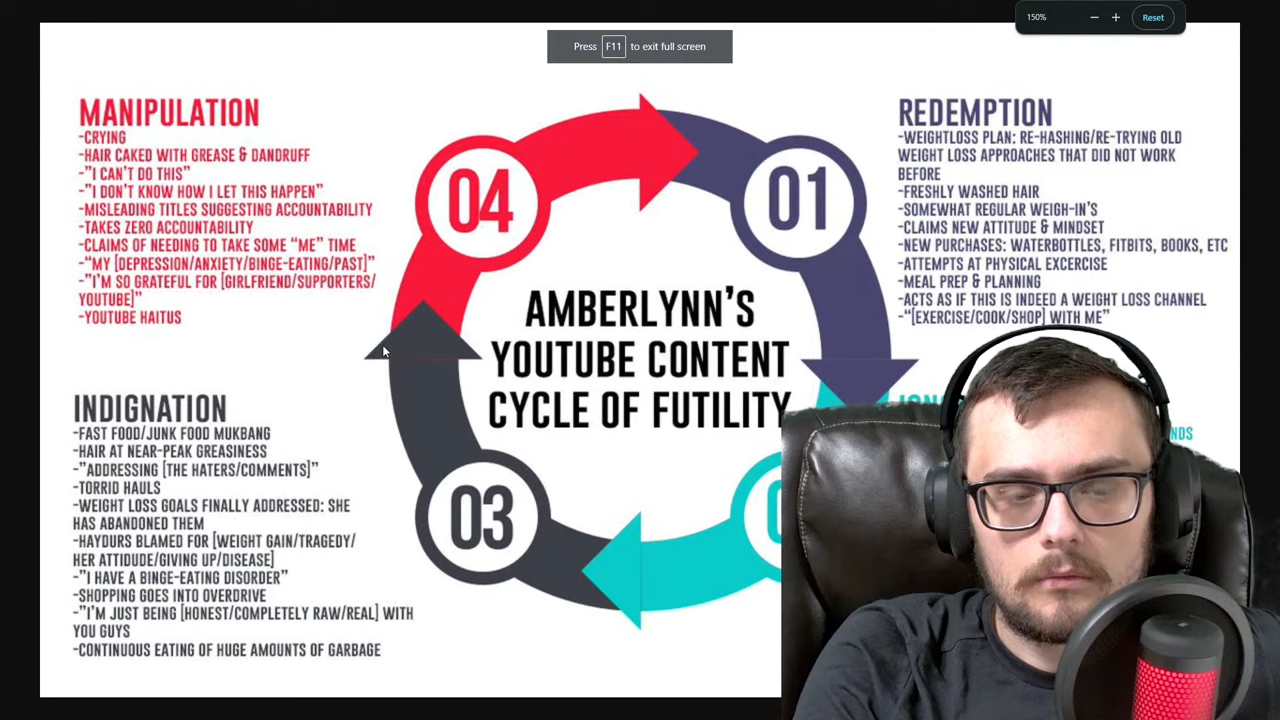 150%
Reset
Press F11 to exit full screen
MANIPULATION
-CRYING
-HAIR CAKED WITH GREASE & DANDRUFF
-"I CAN'T DO THIS"
-"I DON'T KNOW HOW I LET THIS HAPPEN"
-MISLEADING TITLES SUGGESTING ACCOUNTABILITY
-TAKES ZERO ACCOUNTABILITY
-CLAIMS OF NEEDING TO TAKE SOME “ME” TIME
-“MY [DEPRESSION/ANXIETY/BINGE-EATING/PAST]”
-"I'M SO GRATEFUL FOR [GIRLFRIEND/SUPPORTERS/
YOUTUBE]"
-YOUTUBE HAITUS
04
01
REDEMPTION
-WEIGHTLOSS PLAN: RE-HASHING/RE-TRYING OLD
WEIGHT LOSS APPROACHES THAT DID NOT WORK
BEFORE
-FRESHLY WASHED HAIR
-SOMEWHAT REGULAR WEIGH-IN'S
-CLAIMS NEW ATTITUDE & MINDSET
-NEW PURCHASES: WATERBOTTLES, FITBITS, BOOKS, ETC
-ATTEMPTS AT PHYSICAL EXCERCISE
-MEAL PREP & PLANNING
-ACTS AS IF THIS IS INDEED A WEIGHT LOSS CHANNEL
-“[EXERCISE/COOK/SHOP] WITH ME”
AMBERLYNN'S
YOUTUBE CONTENT
CYCLE OF FUTILITY
INDIGNATION
-FAST FOOD/JUNK FOOD MUKBANG
-HAIR AT NEAR-PEAK GREASINESS
-"ADDRESSING [THE HATERS/COMMENTS]"
-TORRID HAULS
-WEIGHT LOSS GOALS FINALLY ADDRESSED: SHE
HAS ABANDONED THEM
-HAYDURS BLAMED FOR [WEIGHT GAIN/TRAGEDY/
HER ATTIDUDE/GIVING UP/DISEASE]
-"I HAVE A BINGE-EATING DISORDER"
-SHOPPING GOES INTO OVERDRIVE
-"I'M JUST BEING [HONEST/COMPLETELY RAW/REAL] WITH
YOU GUYS
-CONTINUOUS EATING OF HUGE AMOUNTS OF GARBAGE
03